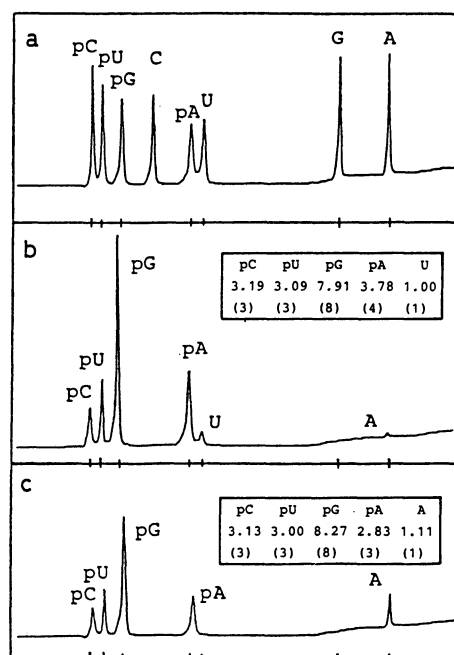 a
pC
pU
pG
C
pA
U
G
A
b
pG
pU
pC
pA
U
A
pC pU pG pA U
3.19 3.09 7.91 3.78 1.00
(3) (3) (8) (4) (1)
c
pG
pU
pC
pA
A
pC pU pG pA A
3.13 3.00 8.27 2.83 1.11
(3) (3) (8) (3) (1)